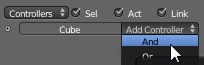 Controllers Sel Act Link
Cube Add Controller
And
Or